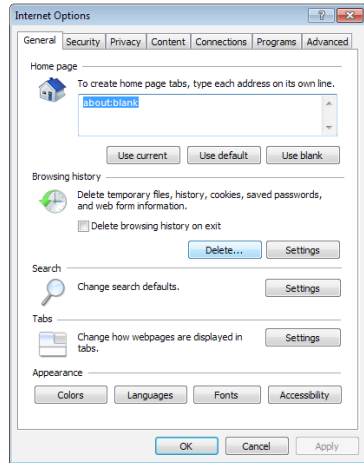 Internet Options
General Security Privacy Content Connections Programs Advanced
Home page
To create home page tabs, type each address on its own line.
about:blank
Use current Use default Use blank
Browsing history
Delete temporary files, history, cookies, saved passwords,
and web form information.
Delete browsing history on exit
Delete... Settings
Search
Change search defaults. Settings
Tabs
Change how webpages are displayed in
tabs.
Settings
Appearance
Colors Languages Fonts Accessibility
OK Cancel Apply